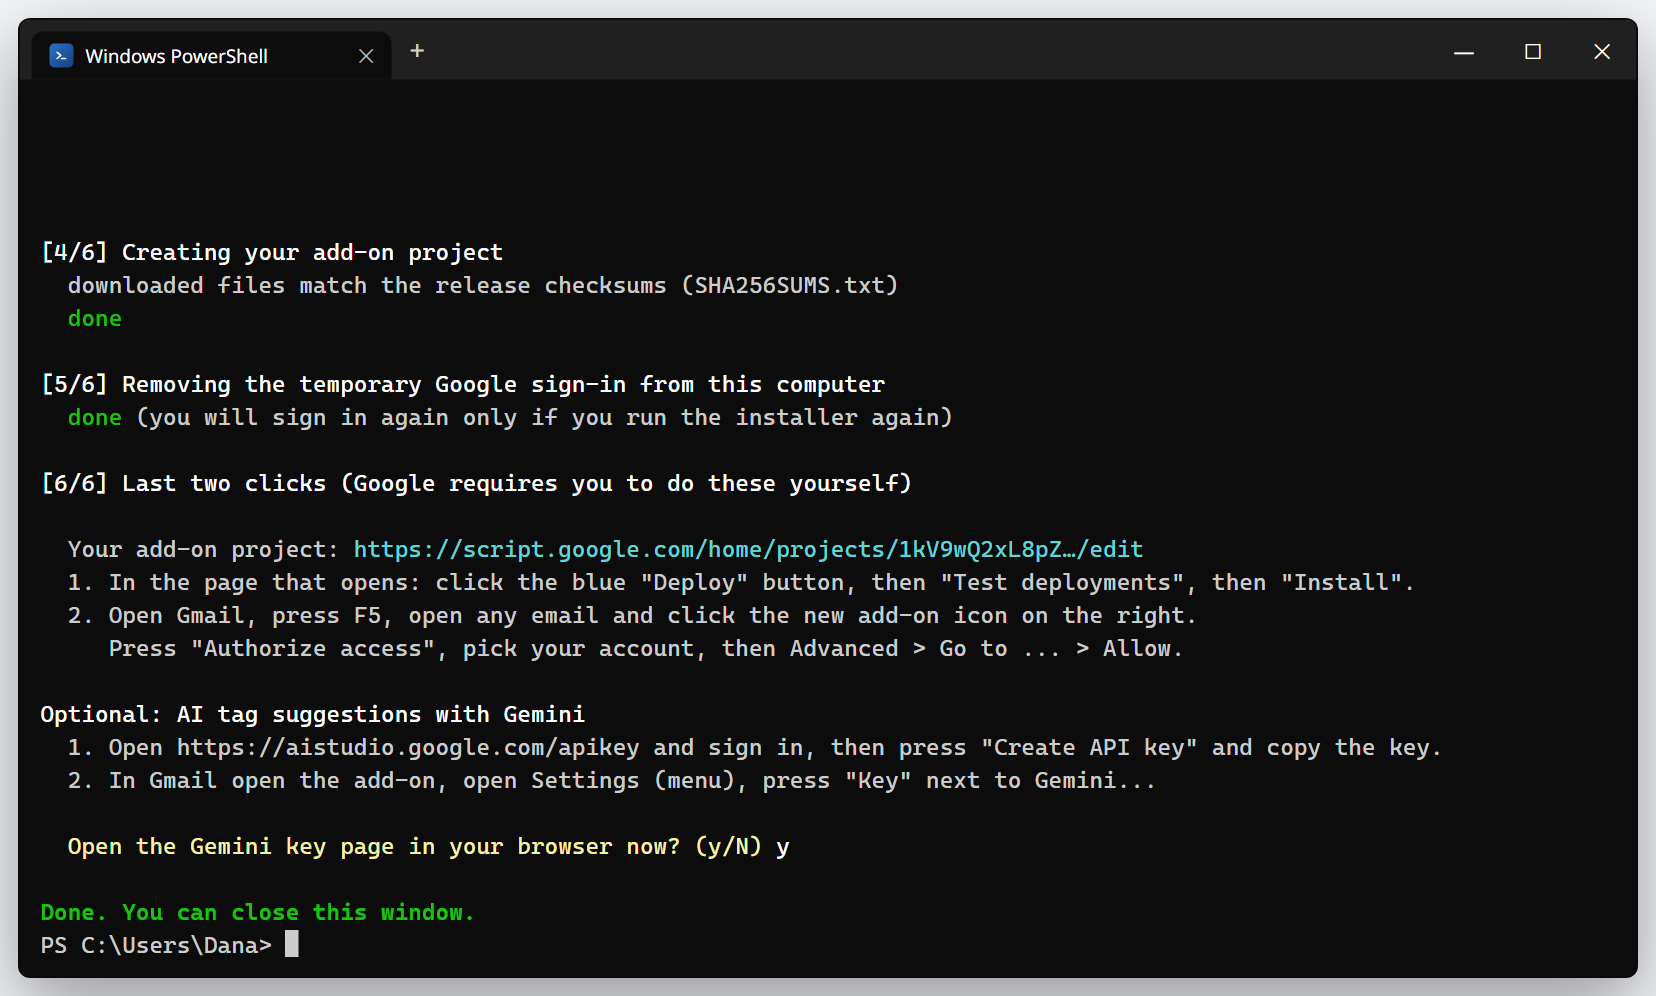 Windows PowerShell
[4/6] Creating your add-on project
downloaded files match the release checksums (SHA256SUMS.txt)
done
[5/6] Removing the temporary Google sign-in from this computer
done (you will sign in again only if you run the installer again)
[6/6] Last two clicks (Google requires you to do these yourself)
Your add-on project: https://script.google.com/home/projects/1kV9wQ2xL8pZ…/edit
1. In the page that opens: click the blue "Deploy" button, then "Test deployments", then "Install".
2. Open Gmail, press F5, open any email and click the new add-on icon on the right.
Press "Authorize access", pick your account, then Advanced > Go to ... > Allow.
Optional: AI tag suggestions with Gemini
1. Open https://aistudio.google.com/apikey and sign in, then press "Create API key" and copy the key.
2. In Gmail open the add-on, open Settings (menu), press "Key" next to Gemini...
Open the Gemini key page in your browser now? (y/N) y
Done. You can close this window.
PS C:\Users\Dana>